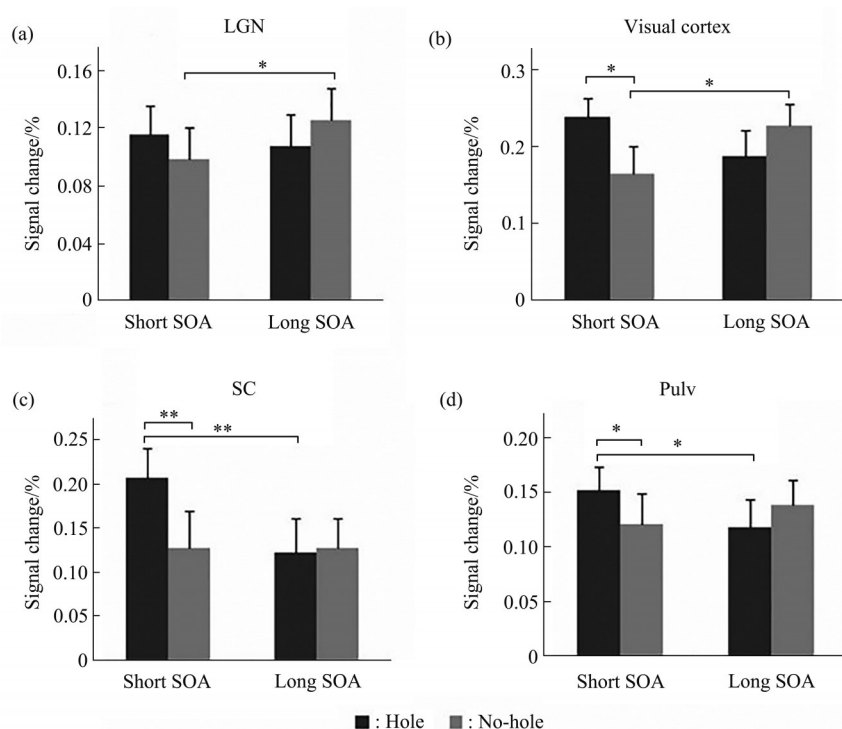 (a)
LGN
Signal change/%
0.16
0.12
0.08
0.04
0
*
Short SOA
Long SOA
(b)
Visual cortex
Signal change/%
0.3
0.2
0.1
0
*
*
Short SOA
Long SOA
(c)
SC
Signal change/%
0.25
0.20
0.15
0.10
0.05
0
**
**
Short SOA
Long SOA
(d)
Pulv
Signal change/%
0.20
0.15
0.10
0.05
0
*
*
Short SOA
Long SOA
: Hole
: No-hole